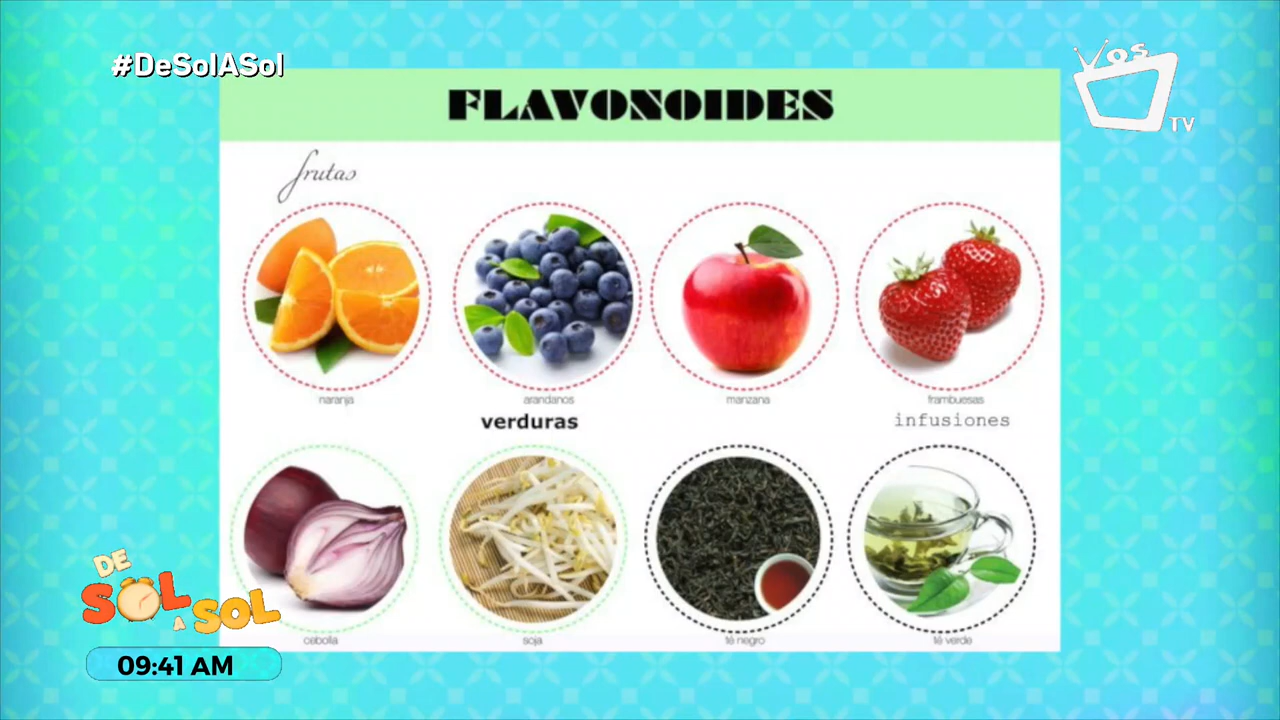 #DeSolASol
VOS TV
FLAVONOIDES
frutas
naranja
arandanos
manzana
frambuesas
verduras
infusiones
cebolla
soja
té negro
té verde
DE SOL A SOL
09:41 AM